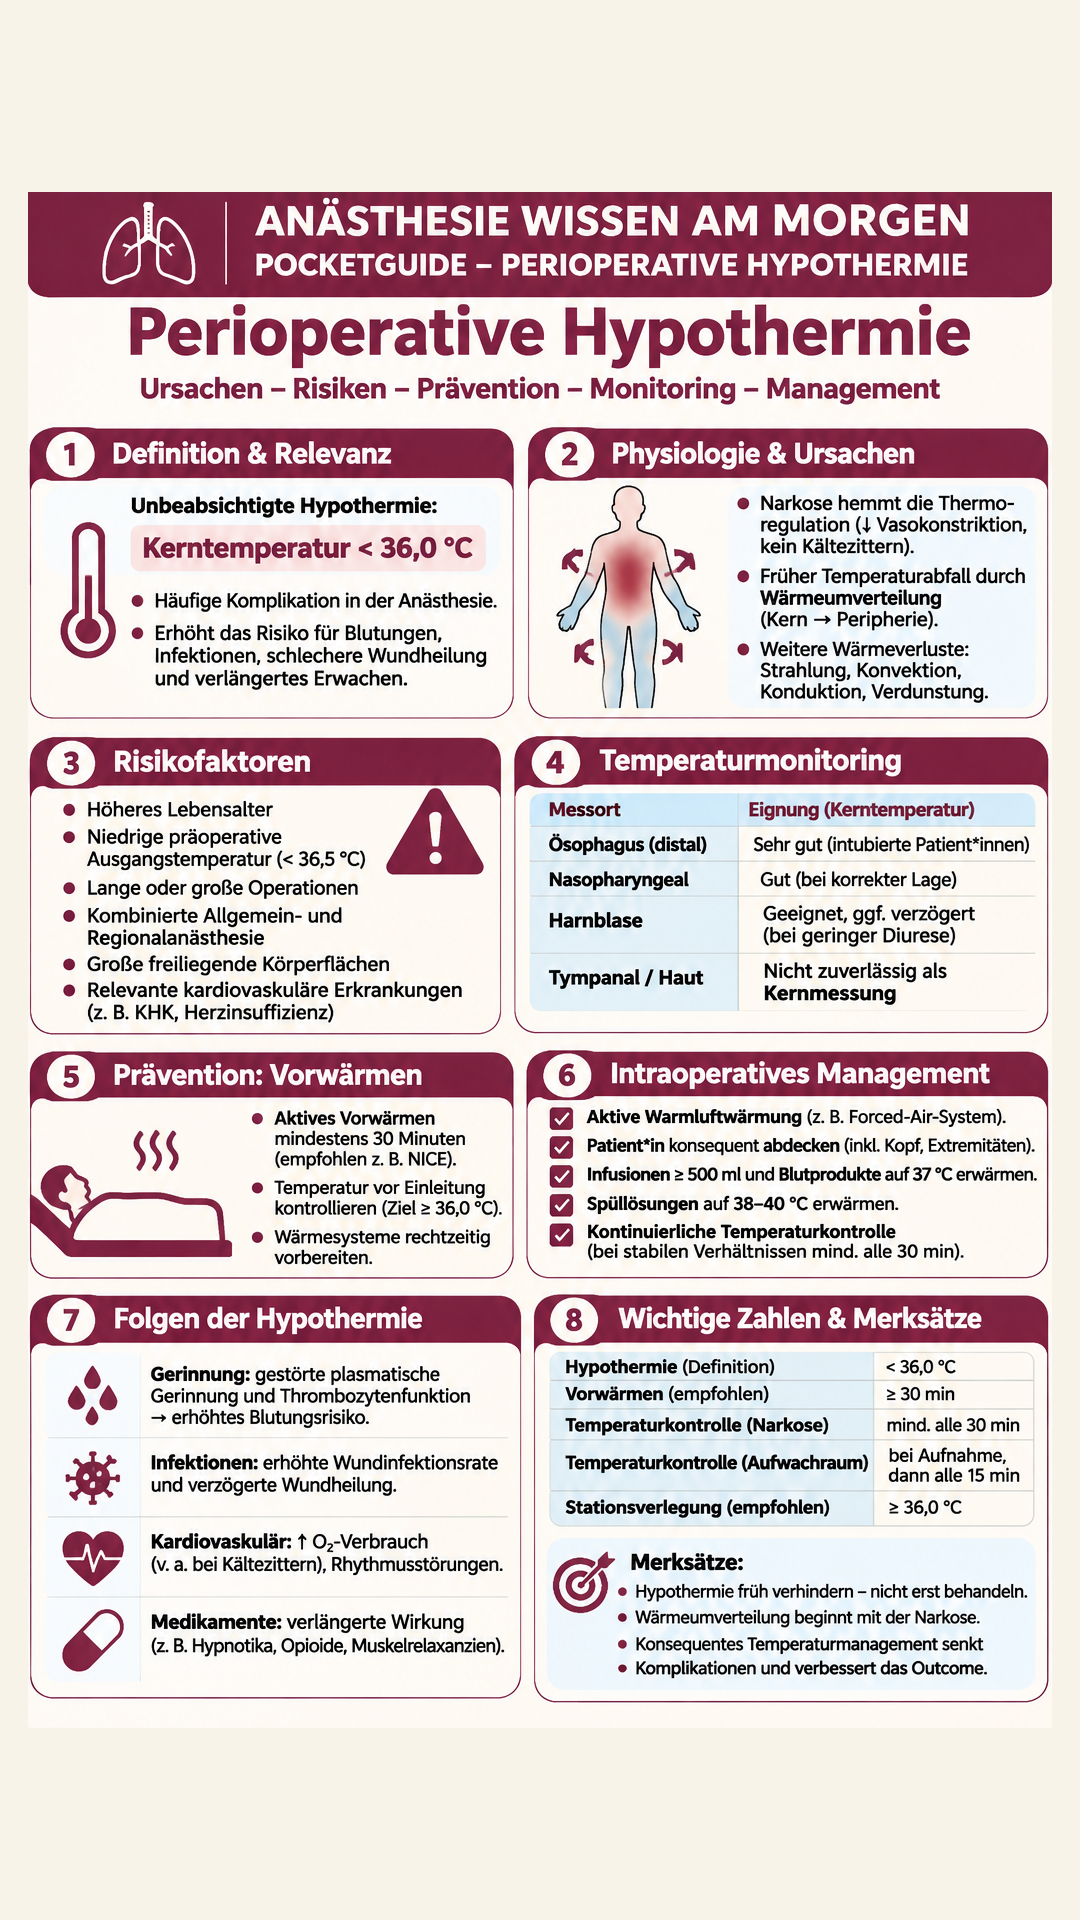 ANÄSTHESIE WISSEN AM MORGEN
POCKETGUIDE – PERIOPERATIVE HYPOTHERMIE
Perioperative Hypothermie
Ursachen – Risiken – Prävention – Monitoring – Management
1 Definition & Relevanz
Unbeabsichtigte Hypothermie:
Kerntemperatur < 36,0 °C
• Häufige Komplikation in der Anästhesie.
• Erhöht das Risiko für Blutungen,
Infektionen, schlechere Wundheilung
und verlängertes Erwachen.
2 Physiologie & Ursachen
• Narkose hemmt die Thermo-
regulation (↓ Vasokonstriktion,
kein Kältezittern).
• Früher Temperaturabfall durch
Wärmeumverteilung
(Kern → Peripherie).
• Weitere Wärmeverluste:
Strahlung, Konvektion,
Konduktion, Verdunstung.
3 Risikofaktoren
• Höheres Lebensalter
• Niedrige präoperative
Ausgangstemperatur (< 36,5 °C)
• Lange oder große Operationen
• Kombinierte Allgemein- und
Regionalanästhesie
• Große freiliegende Körperflächen
• Relevante kardiovaskuläre Erkrankungen
(z. B. KHK, Herzinsuffizienz)
4 Temperaturmonitoring
Messort Eignung (Kerntemperatur)
Ösophagus (distal) Sehr gut (intubierte Patient*innen)
Nasopharyngeal Gut (bei korrekter Lage)
Harnblase Geeignet, ggf. verzögert
(bei geringer Diurese)
Tympanal / Haut Nicht zuverlässig als
Kernmessung
5 Prävention: Vorwärmen
• Aktives Vorwärmen
mindestens 30 Minuten
(empfohlen z. B. NICE).
• Temperatur vor Einleitung
kontrollieren (Ziel ≥ 36,0 °C).
• Wärmesysteme rechtzeitig
vorbereiten.
6 Intraoperatives Management
Aktive Warmluftwärmung (z. B. Forced-Air-System).
Patient*in konsequent abdecken (inkl. Kopf, Extremitäten).
Infusionen ≥ 500 ml und Blutprodukte auf 37 °C erwärmen.
Spüllösungen auf 38–40 °C erwärmen.
Kontinuierliche Temperaturkontrolle
(bei stabilen Verhältnissen mind. alle 30 min).
7 Folgen der Hypothermie
Gerinnung: gestörte plasmatische
Gerinnung und Thrombozytenfunktion
→ erhöhtes Blutungsrisiko.
Infektionen: erhöhte Wundinfektionsrate
und verzögerte Wundheilung.
Kardiovaskulär: ↑ O₂-Verbrauch
(v. a. bei Kältezittern), Rhythmusstörungen.
Medikamente: verlängerte Wirkung
(z. B. Hypnotika, Opioide, Muskelrelaxanzien).
8 Wichtige Zahlen & Merksätze
Hypothermie (Definition) < 36,0 °C
Vorwärmen (empfohlen) ≥ 30 min
Temperaturkontrolle (Narkose) mind. alle 30 min
Temperaturkontrolle (Aufwachraum) bei Aufnahme,
dann alle 15 min
Stationsverlegung (empfohlen) ≥ 36,0 °C
Merksätze:
• Hypothermie früh verhindern – nicht erst behandeln.
• Wärmeumverteilung beginnt mit der Narkose.
• Konsequentes Temperaturmanagement senkt
• Komplikationen und verbessert das Outcome.